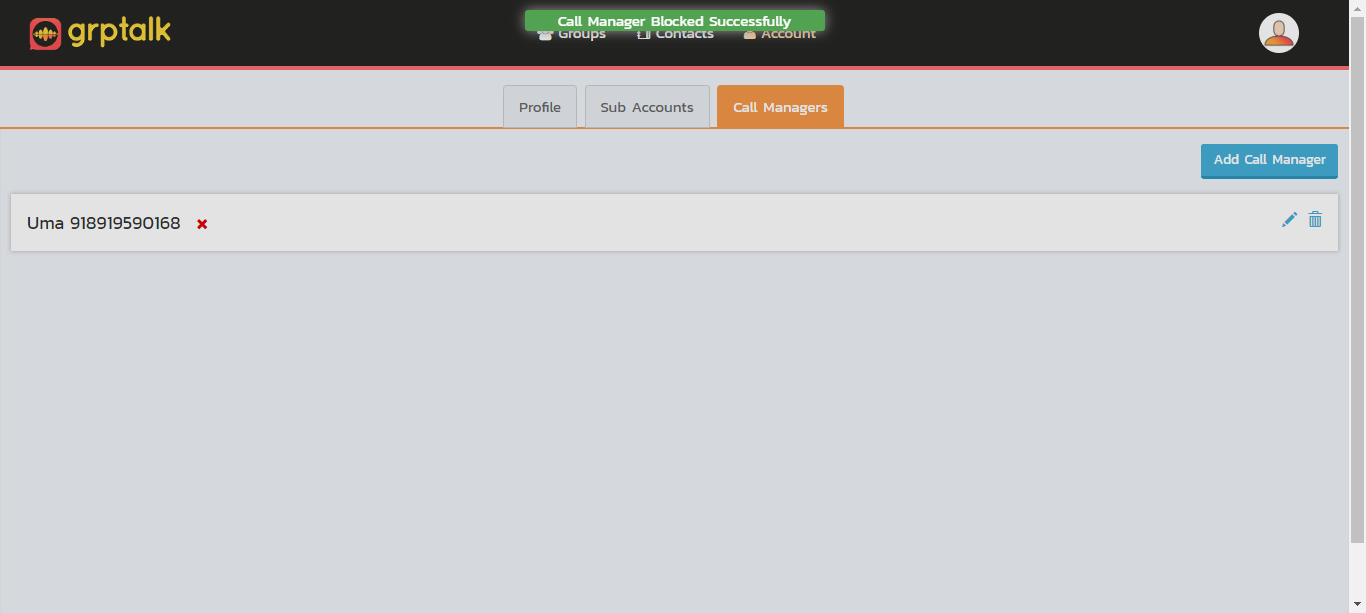 grptalk
Call Manager Blocked Successfully
Groups Contacts Account
Profile Sub Accounts Call Managers
Add Call Manager
Uma 918919590168